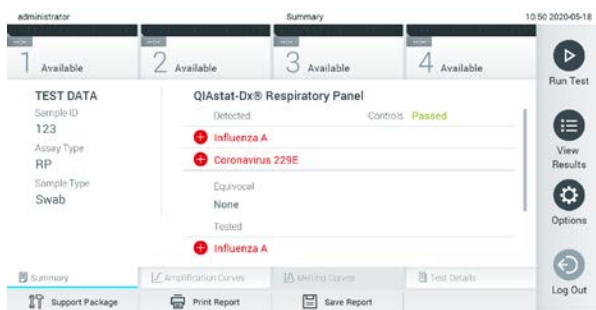 administrator Summary 10:50 2020-05-18
1 Available 2 Available 3 Available 4 Available
Run Test
TEST DATA
Sample ID
123
Assay Type
RP
Sample Type
Swab
QIAstat-Dx® Respiratory Panel
Detected Controls Passed
Influenza A
Coronavirus 229E
Equivocal
None
Tested
Influenza A
View
Results
Options
Log Out
Summary Amplification Curves Melting Curves Test Details
Support Package Print Report Save Report